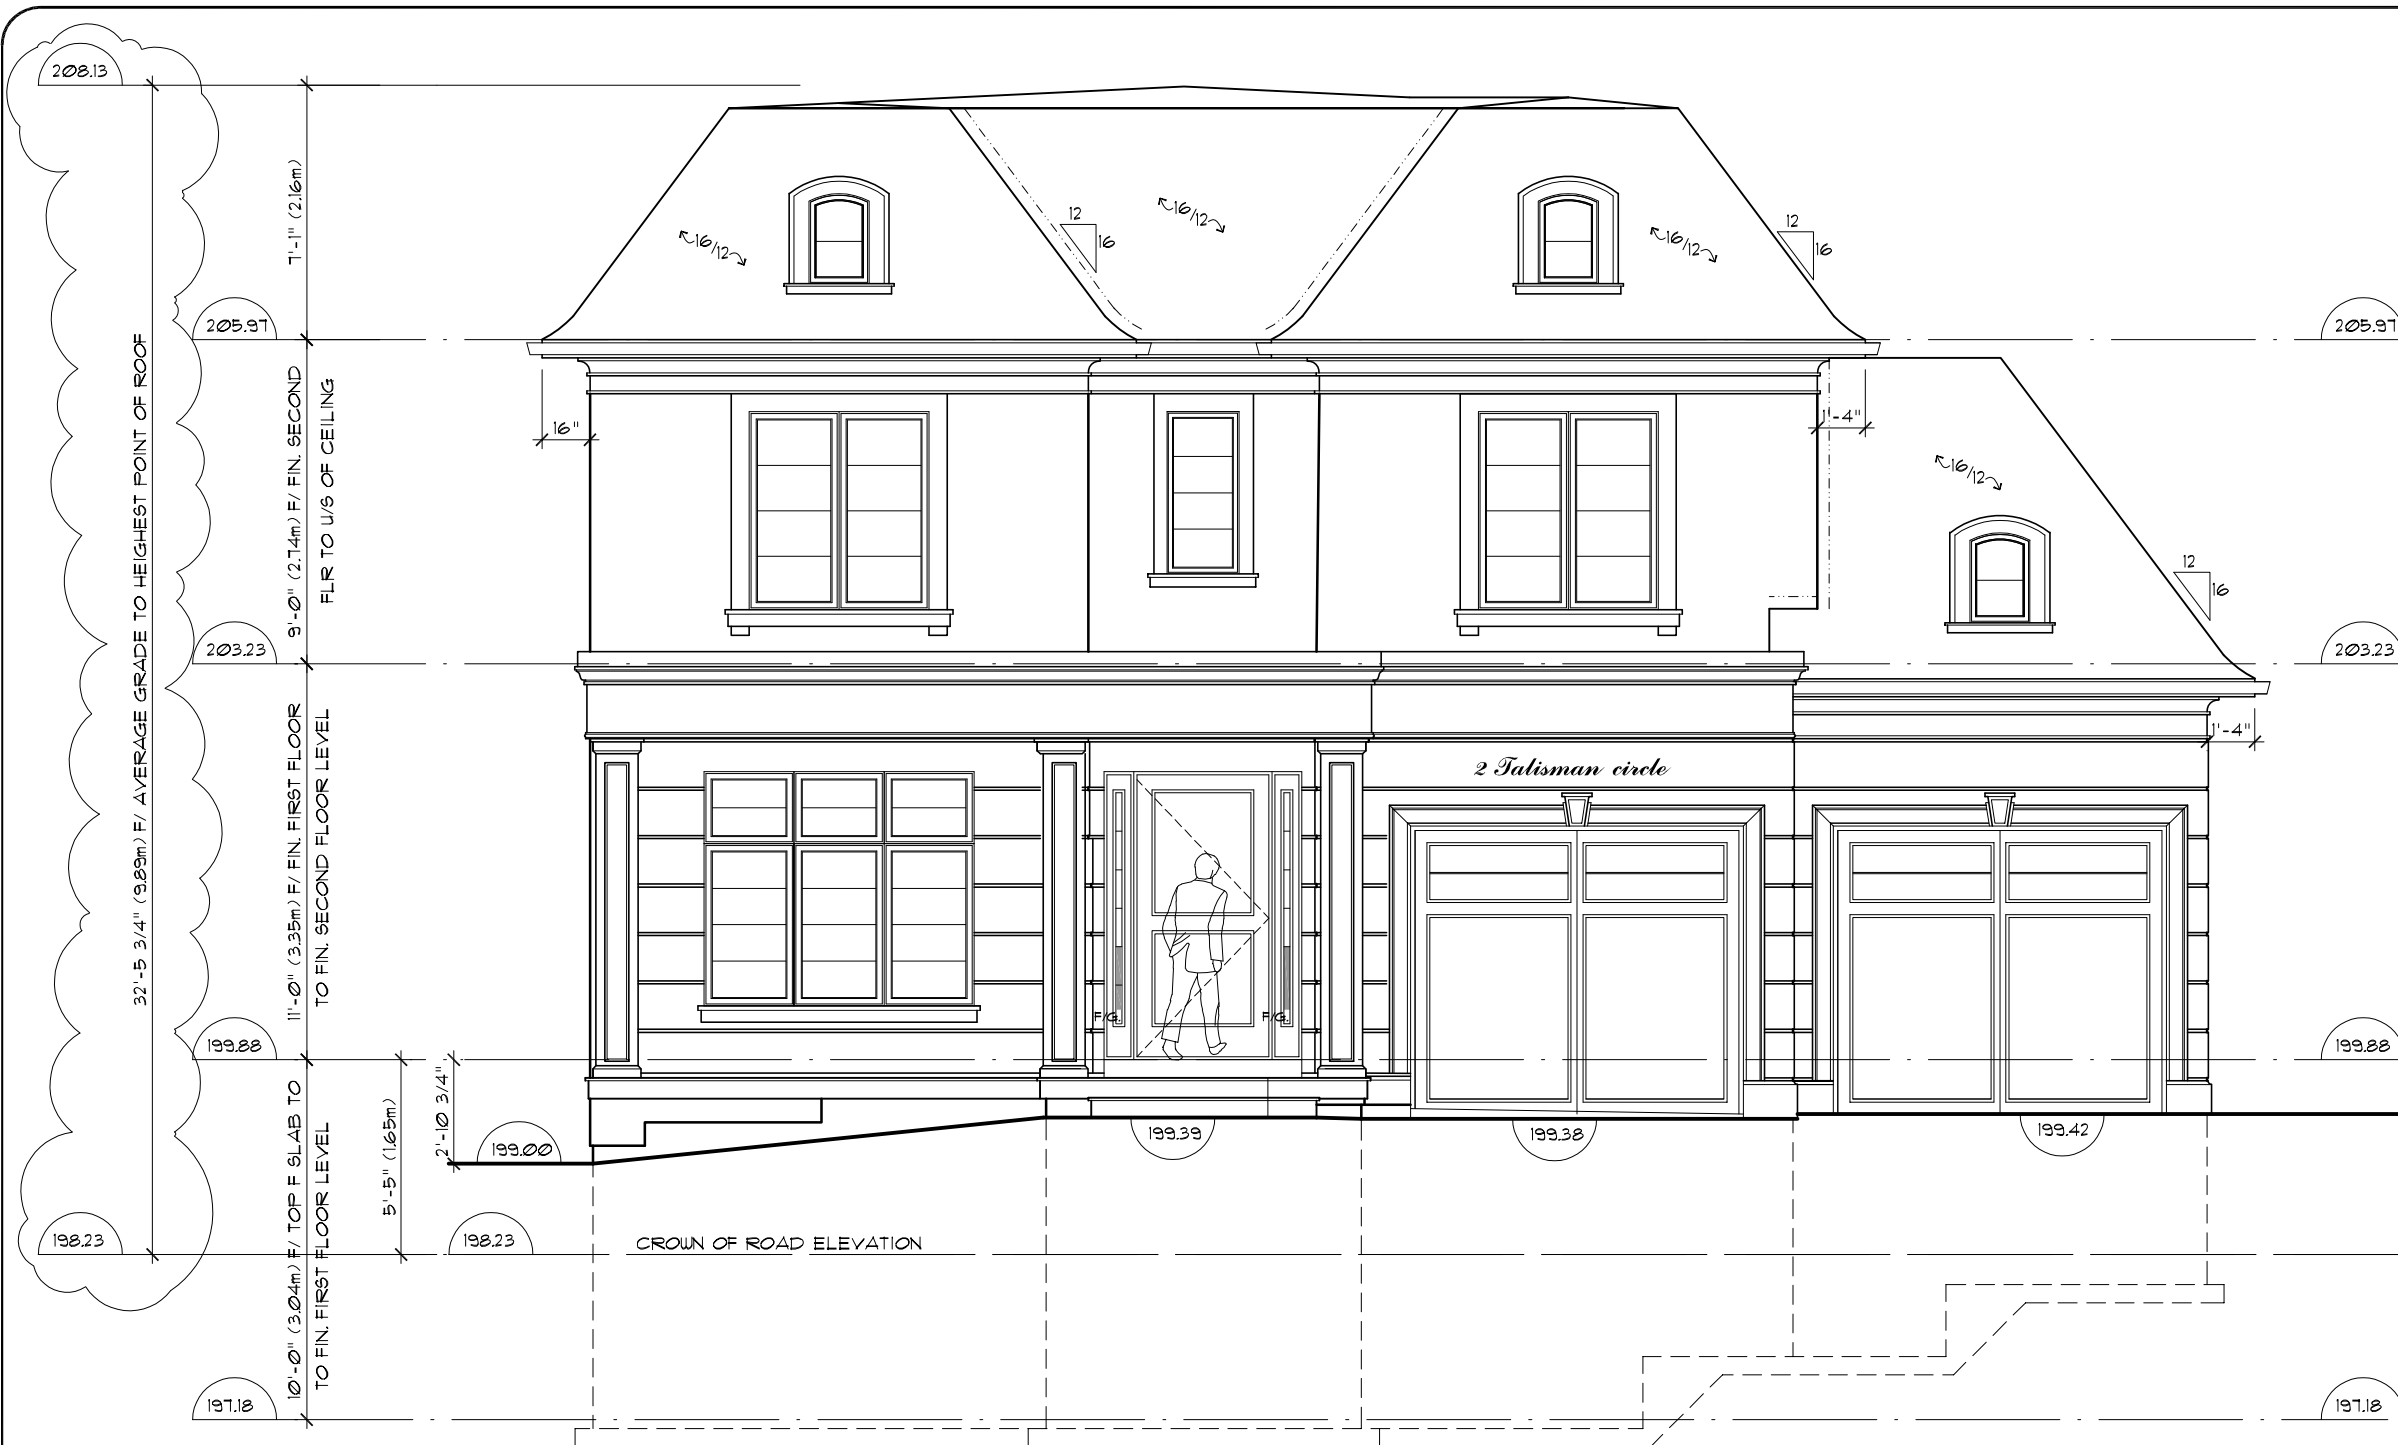 208.13
7'-1" (2.16m)
16/12
12
16
16/12
16/12
12
16
205.97
205.97
32'-5 3/4" (9.89m) F/ AVERAGE GRADE TO HEIGHEST POINT OF ROOF
9'-0" (2.74m) F/ FIN. SECOND
FLR TO U/S OF CEILING
16"
1'-4"
16/12
12
16
203.23
203.23
11'-0" (3.35m) F/ FIN. FIRST FLOOR
TO FIN. SECOND FLOOR LEVEL
1'-4"
2 Talisman circle
F/G.
F/G.
199.88
199.88
2'-10 3/4"
5'-5" (1.65m)
10'-0" (3.04m) F/ TOP F SLAB TO
TO FIN. FIRST FLOOR LEVEL
199.00
199.39
199.38
199.42
198.23
198.23
CROWN OF ROAD ELEVATION
197.18
197.18